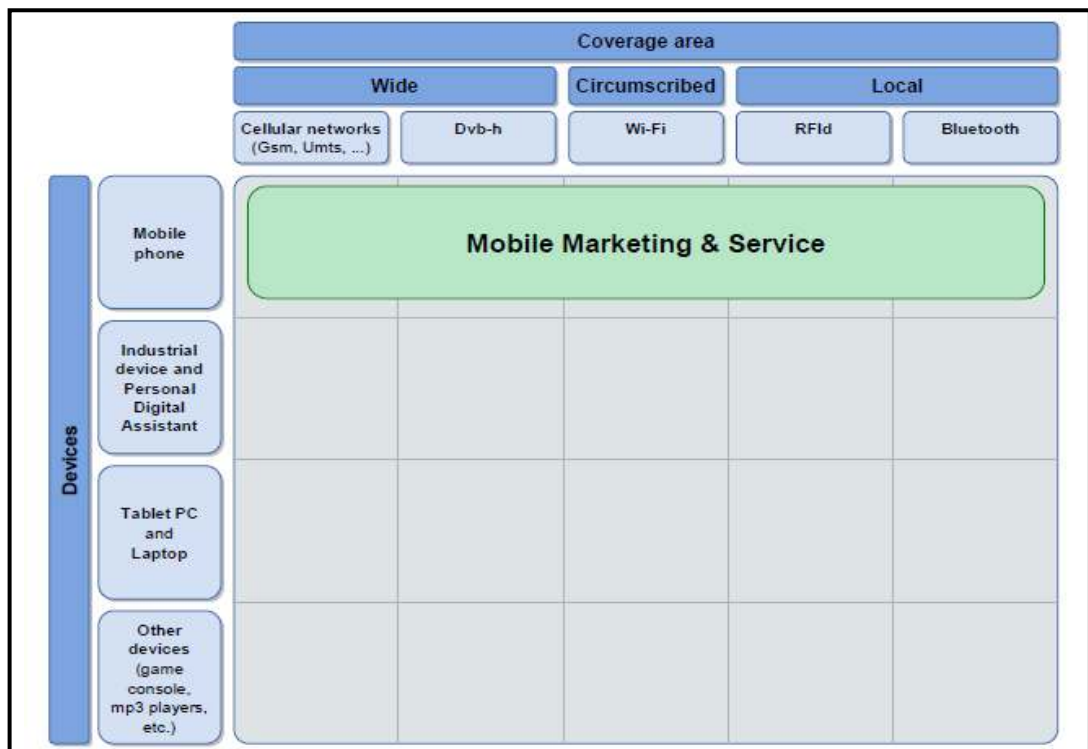 Coverage area
Wide
Circumscribed
Local
Cellular networks
(Gsm, Umts, ...)
Dvb-h
Wi-Fi
RFId
Bluetooth
Devices
Mobile
phone
Mobile Marketing & Service
Industrial
device and
Personal
Digital
Assistant
Tablet PC
and
Laptop
Other
devices
(game
console,
mp3 players,
etc.)